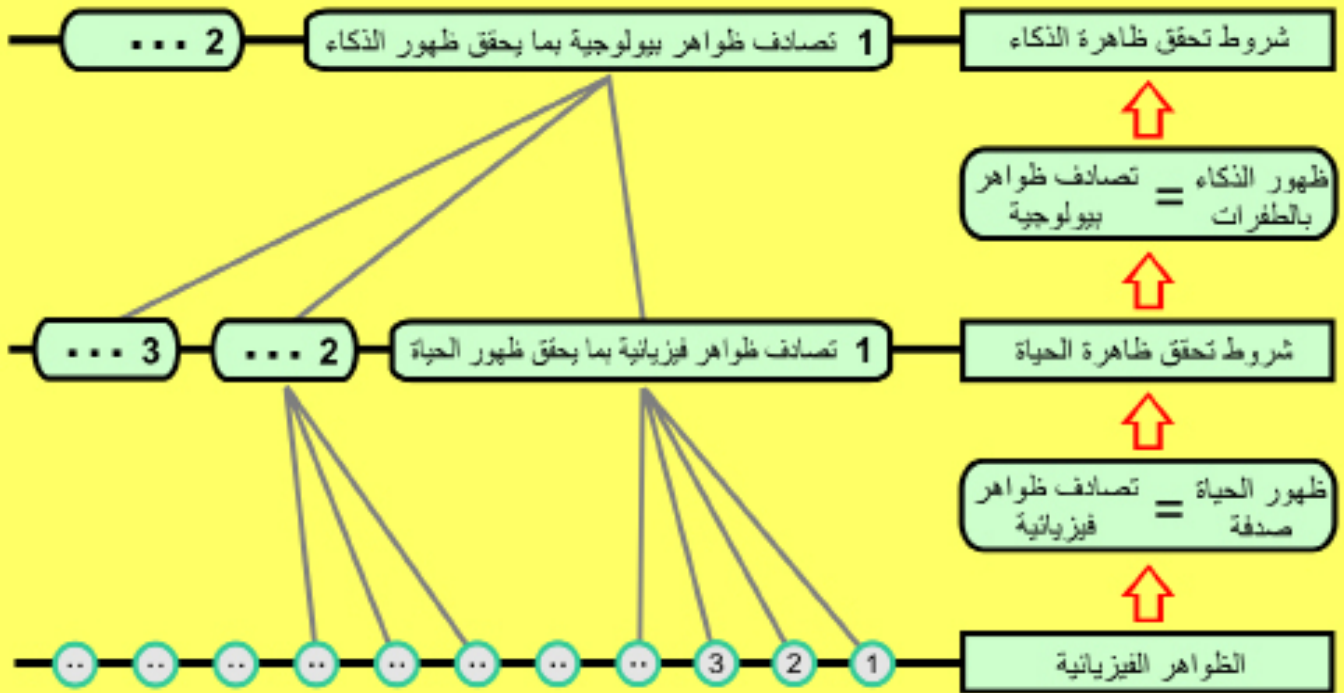 شروط تحقق ظاهرة الذكاء
1 تصادف ظواهر بيولوجية بما يحقق ظهور الذكاء
2 ...
ظهور الذكاء = تصادف ظواهر
بالطفرات بيولوجية
شروط تحقق ظاهرة الحياة
1 تصادف ظواهر فيزيائية بما يحقق ظهور الحياة
2 ...
3 ...
ظهور الحياة = تصادف ظواهر
صدفة فيزيائية
الظواهر الفيزيائية
1
2
3
..
..
..
..
..
..
..
..